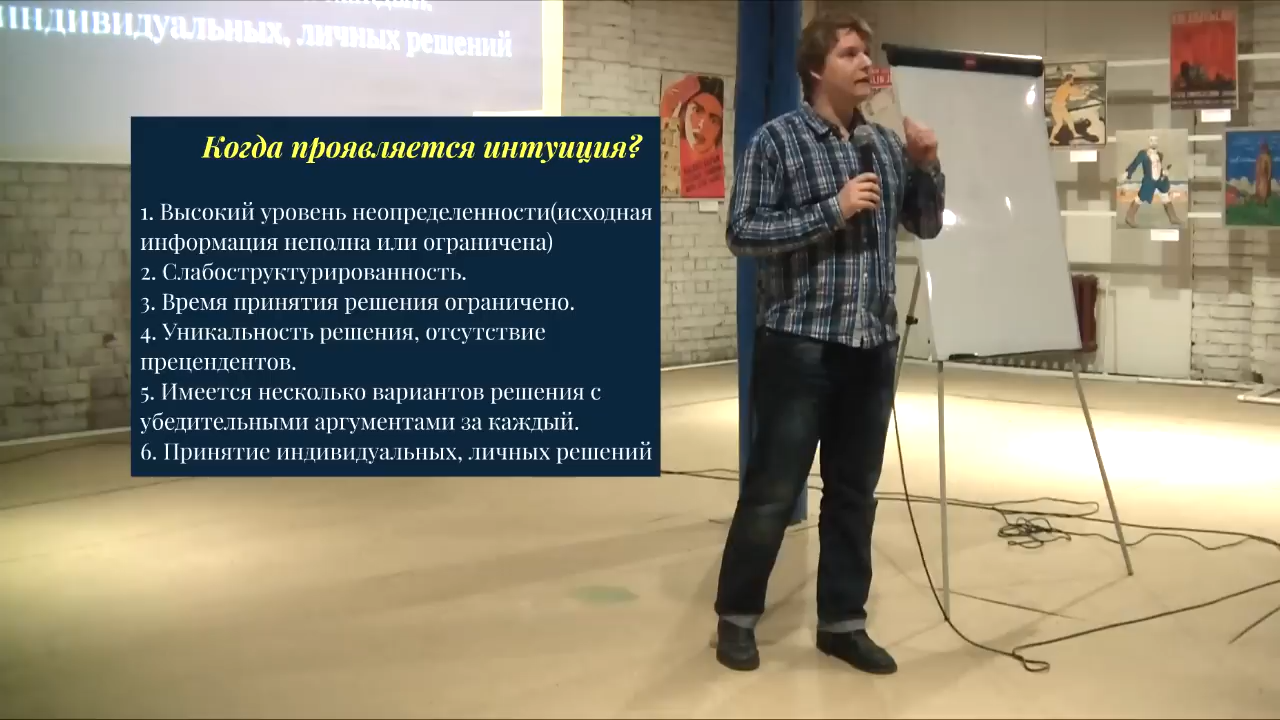 индивидуальных, личных решений
Когда проявляется интуиция?
1. Высокий уровень неопределенности(исходная
информация неполна или ограничена)
2. Слабоструктурированность.
3. Время принятия решения ограничено.
4. Уникальность решения, отсутствие
прецендентов.
5. Имеется несколько вариантов решения с
убедительными аргументами за каждый.
6. Принятие индивидуальных, личных решений